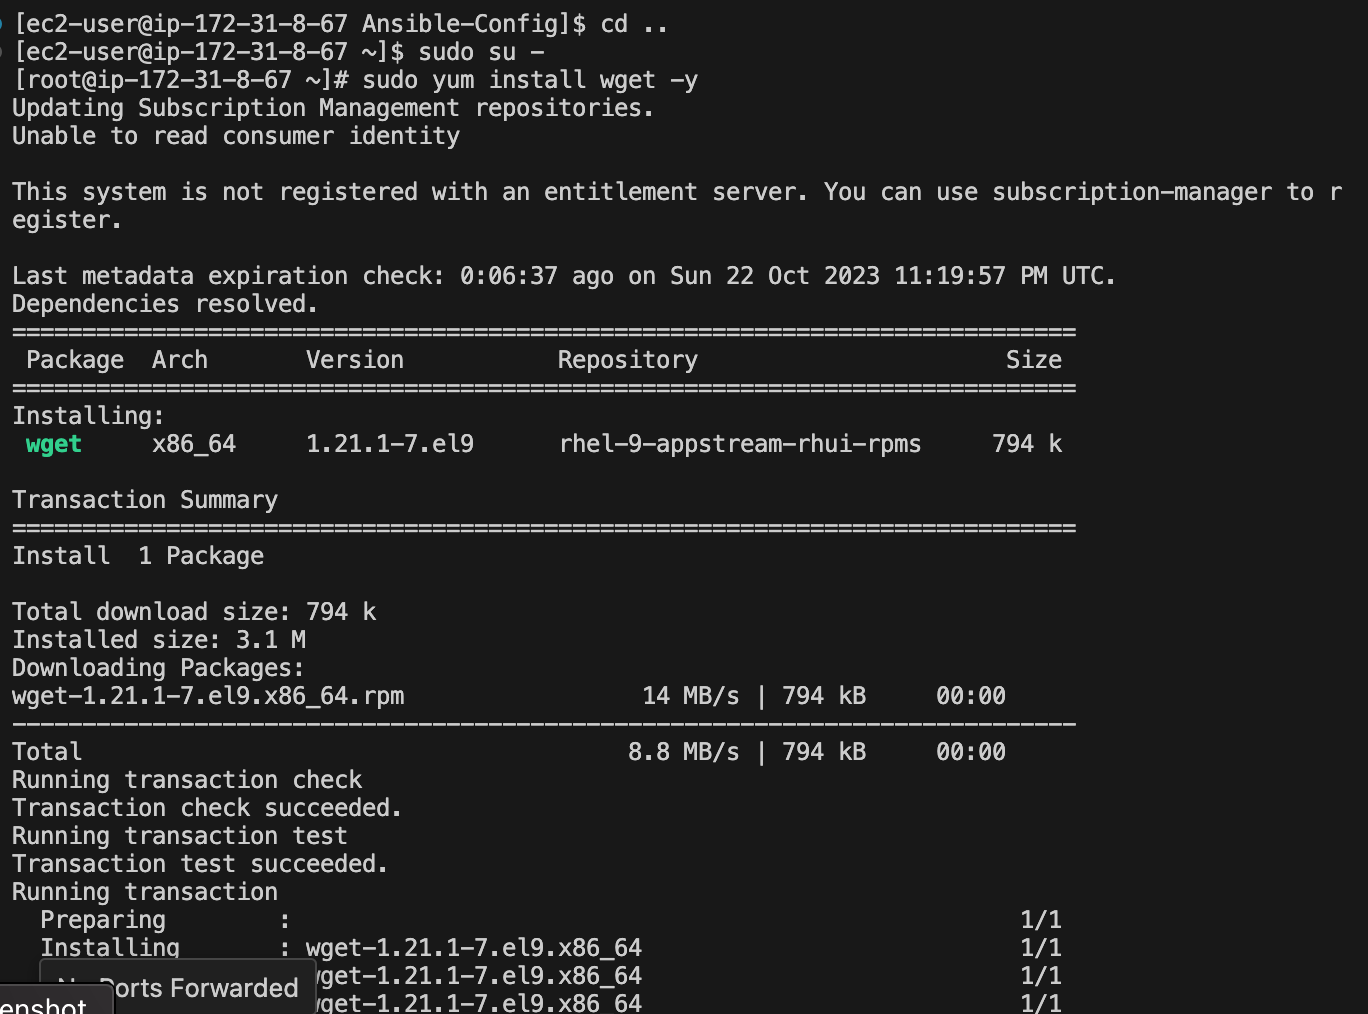 [ec2-user@ip-172-31-8-67 Ansible-Config]$ cd ..
[ec2-user@ip-172-31-8-67 ~]$ sudo su -
[root@ip-172-31-8-67 ~]# sudo yum install wget -y
Updating Subscription Management repositories.
Unable to read consumer identity
This system is not registered with an entitlement server. You can use subscription-manager to r
egister.
Last metadata expiration check: 0:06:37 ago on Sun 22 Oct 2023 11:19:57 PM UTC.
Dependencies resolved.
============================================================================
Package Arch Version Repository Size
============================================================================
Installing:
wget x86_64 1.21.1-7.el9 rhel-9-appstream-rhui-rpms 794 k
Transaction Summary
============================================================================
Install 1 Package
Total download size: 794 k
Installed size: 3.1 M
Downloading Packages:
wget-1.21.1-7.el9.x86_64.rpm 14 MB/s | 794 kB 00:00
----------------------------------------------------------------------------
Total 8.8 MB/s | 794 kB 00:00
Running transaction check
Transaction check succeeded.
Running transaction test
Transaction test succeeded.
Running transaction
Preparing : 1/1
Installing : wget-1.21.1-7.el9.x86_64 1/1
wget-1.21.1-7.el9.x86_64 1/1
No Ports Forwarded
wget-1.21.1-7.el9.x86_64 1/1
enshot